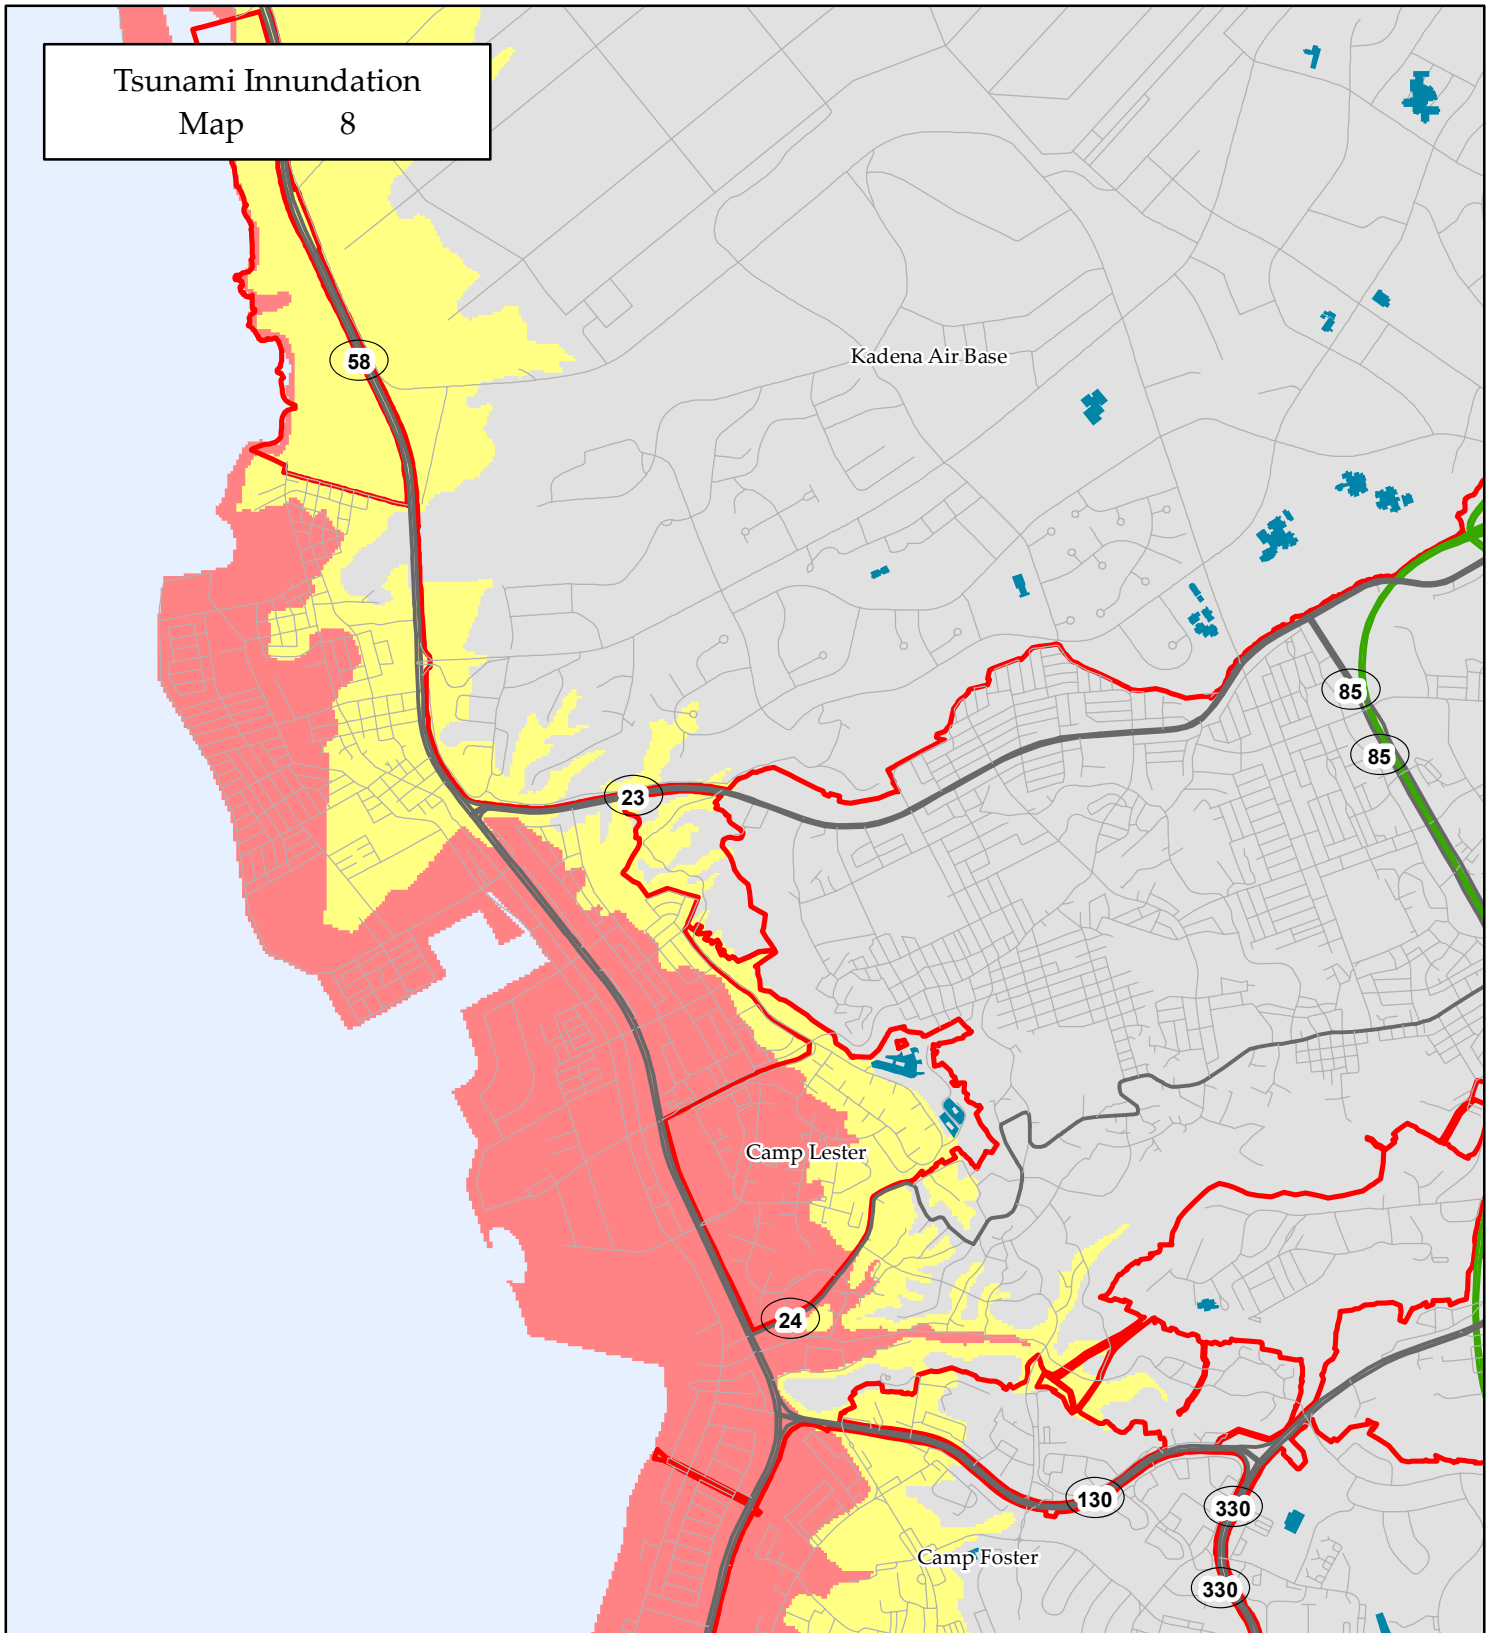 Tsunami Innundation
Map 8
58
Kadena Air Base
85
85
23
Camp Lester
24
130
330
Camp Foster
330